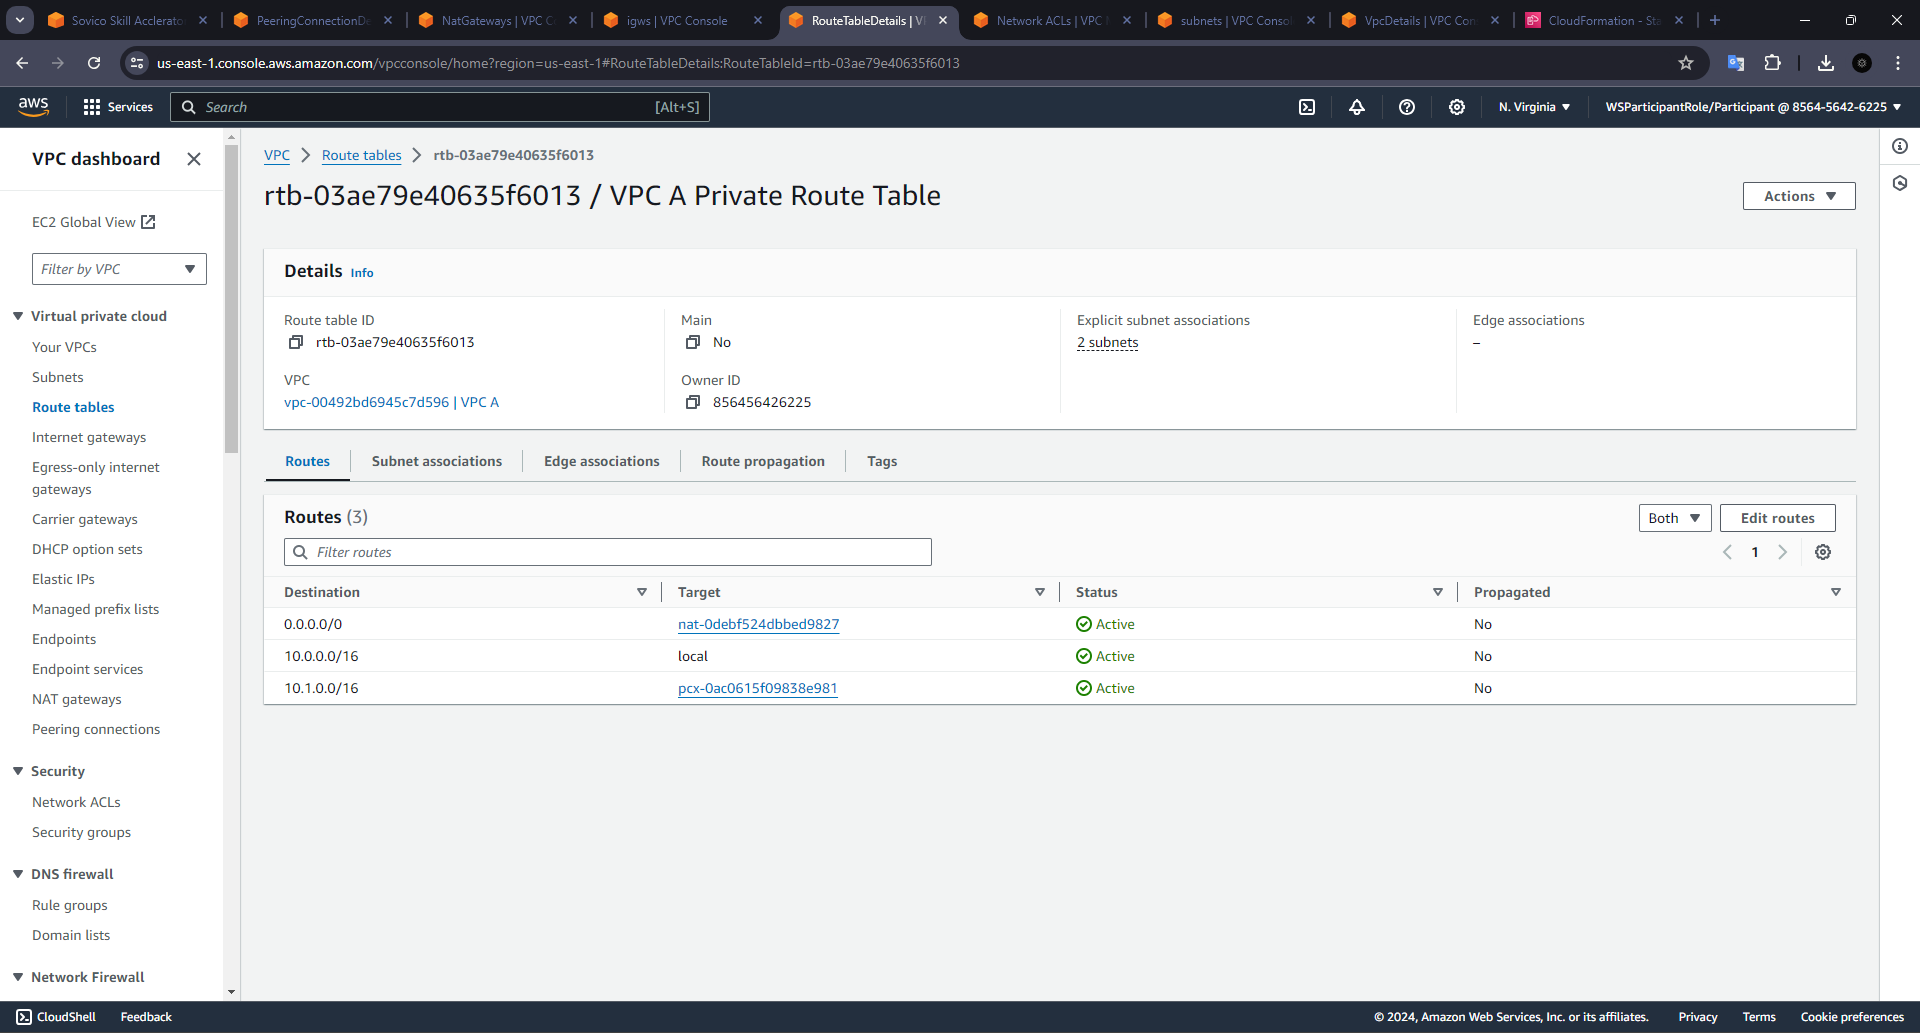 Sovico Skill Acclerato
PeeringConnectionDe
NatGateways | VPC C
igws | VPC Console
RouteTableDetails | VP
Network ACLs | VPC
subnets | VPC Conso
VpcDetails | VPC Con
CloudFormation - Sta
us-east-1.console.aws.amazon.com/vpcconsole/home?region=us-east-1#RouteTableDetails:RouteTableId=rtb-03ae79e40635f6013
aws
Services
Search
[Alt+S]
N. Virginia
WSParticipantRole/Participant @ 8564-5642-6225
VPC dashboard
EC2 Global View
Filter by VPC
Virtual private cloud
Your VPCs
Subnets
Route tables
Internet gateways
Egress-only internet
gateways
Carrier gateways
DHCP option sets
Elastic IPs
Managed prefix lists
Endpoints
Endpoint services
NAT gateways
Peering connections
Security
Network ACLs
Security groups
DNS firewall
Rule groups
Domain lists
Network Firewall
VPC
Route tables
rtb-03ae79e40635f6013
rtb-03ae79e40635f6013 / VPC A Private Route Table
Actions
Details Info
Route table ID
rtb-03ae79e40635f6013
Main
No
Explicit subnet associations
2 subnets
Edge associations
–
VPC
vpc-00492bd6945c7d596 | VPC A
Owner ID
856456426225
Routes
Subnet associations
Edge associations
Route propagation
Tags
Routes (3)
Both
Edit routes
Filter routes
1
Destination Target Status Propagated
0.0.0.0/0 nat-0debf524dbbed9827 Active No
10.0.0.0/16 local Active No
10.1.0.0/16 pcx-0ac0615f09838e981 Active No
CloudShell
Feedback
© 2024, Amazon Web Services, Inc. or its affiliates.
Privacy
Terms
Cookie preferences